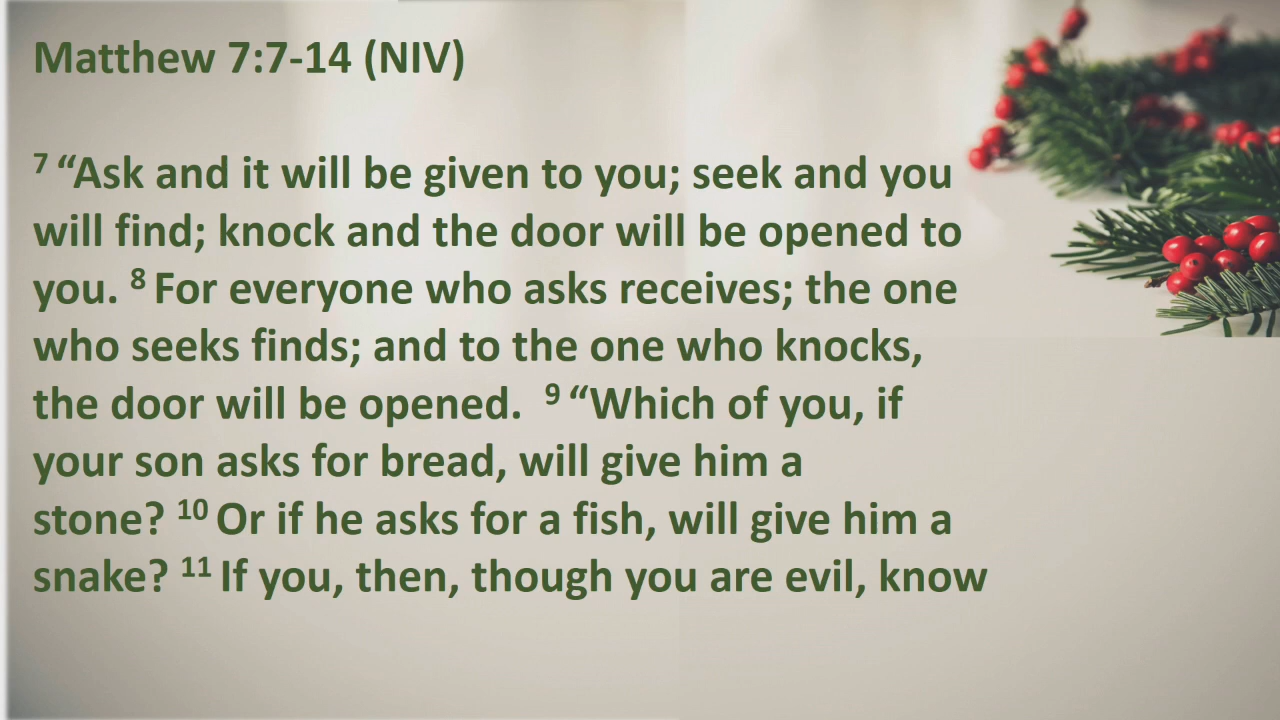 Matthew 7:7-14 (NIV)
7 “Ask and it will be given to you; seek and you
will find; knock and the door will be opened to
you. 8 For everyone who asks receives; the one
who seeks finds; and to the one who knocks,
the door will be opened.  9 “Which of you, if
your son asks for bread, will give him a
stone? 10 Or if he asks for a fish, will give him a
snake? 11 If you, then, though you are evil, know